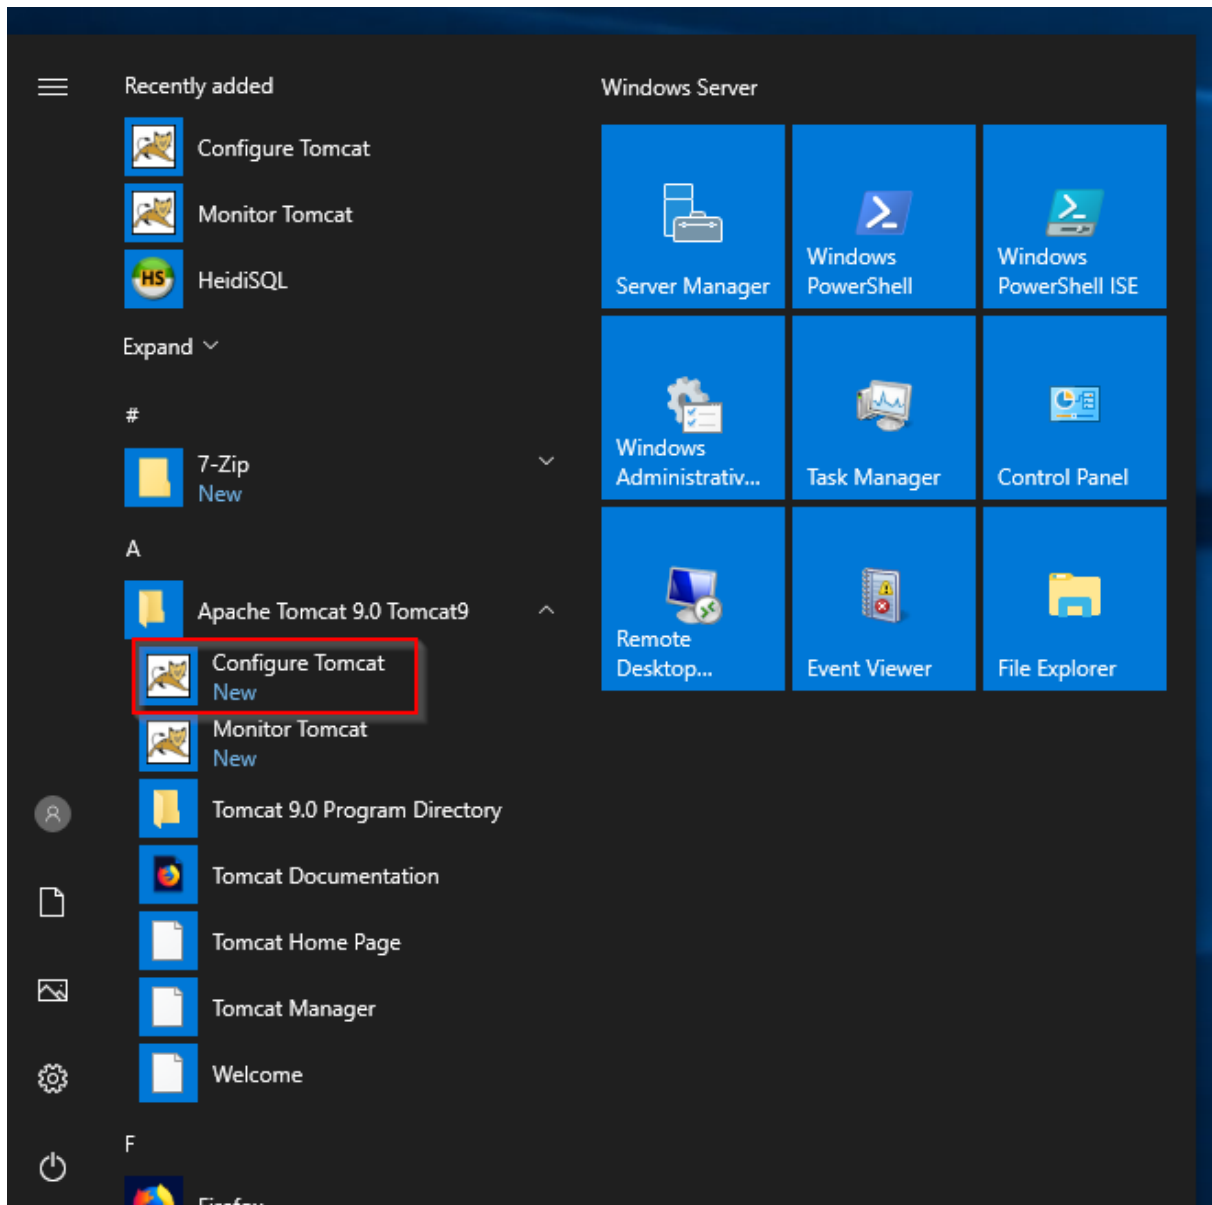 Recently added
Configure Tomcat
Monitor Tomcat
HS
HeidiSQL
Expand
#
7-Zip
New
A
Apache Tomcat 9.0 Tomcat9
Configure Tomcat
New
Monitor Tomcat
New
Tomcat 9.0 Program Directory
Tomcat Documentation
Tomcat Home Page
Tomcat Manager
Welcome
F
Firefox
Windows Server
Server Manager
Windows
PowerShell
Windows
PowerShell ISE
Windows
Administrativ...
Task Manager
Control Panel
Remote
Desktop...
Event Viewer
File Explorer